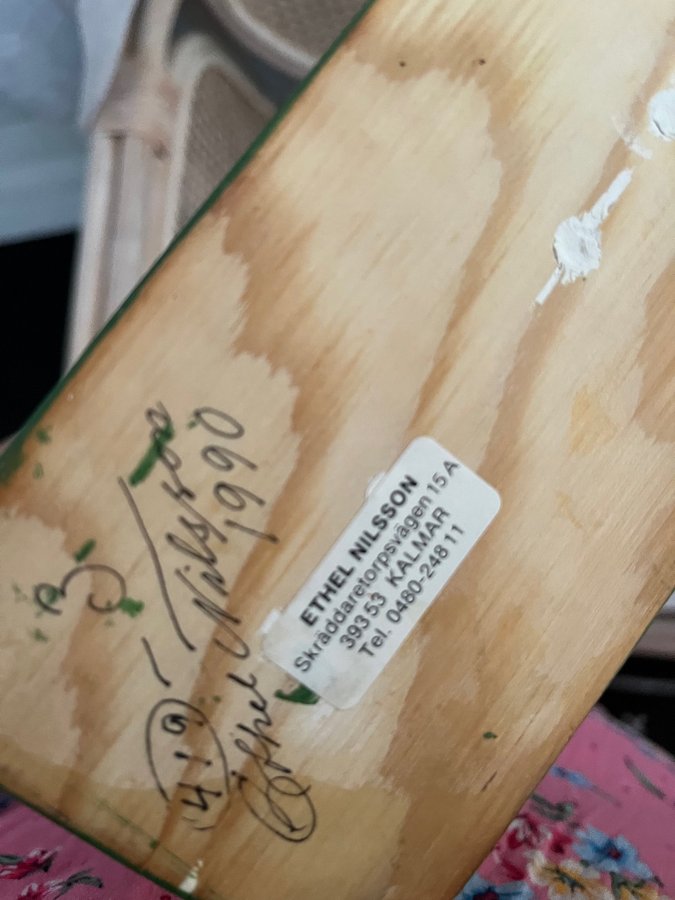 Ethel Nilsson
1990
ETHEL NILSSON
Skräddaretorpsvägen 15 A
393 53 KALMAR
Tel. 0480-248 11